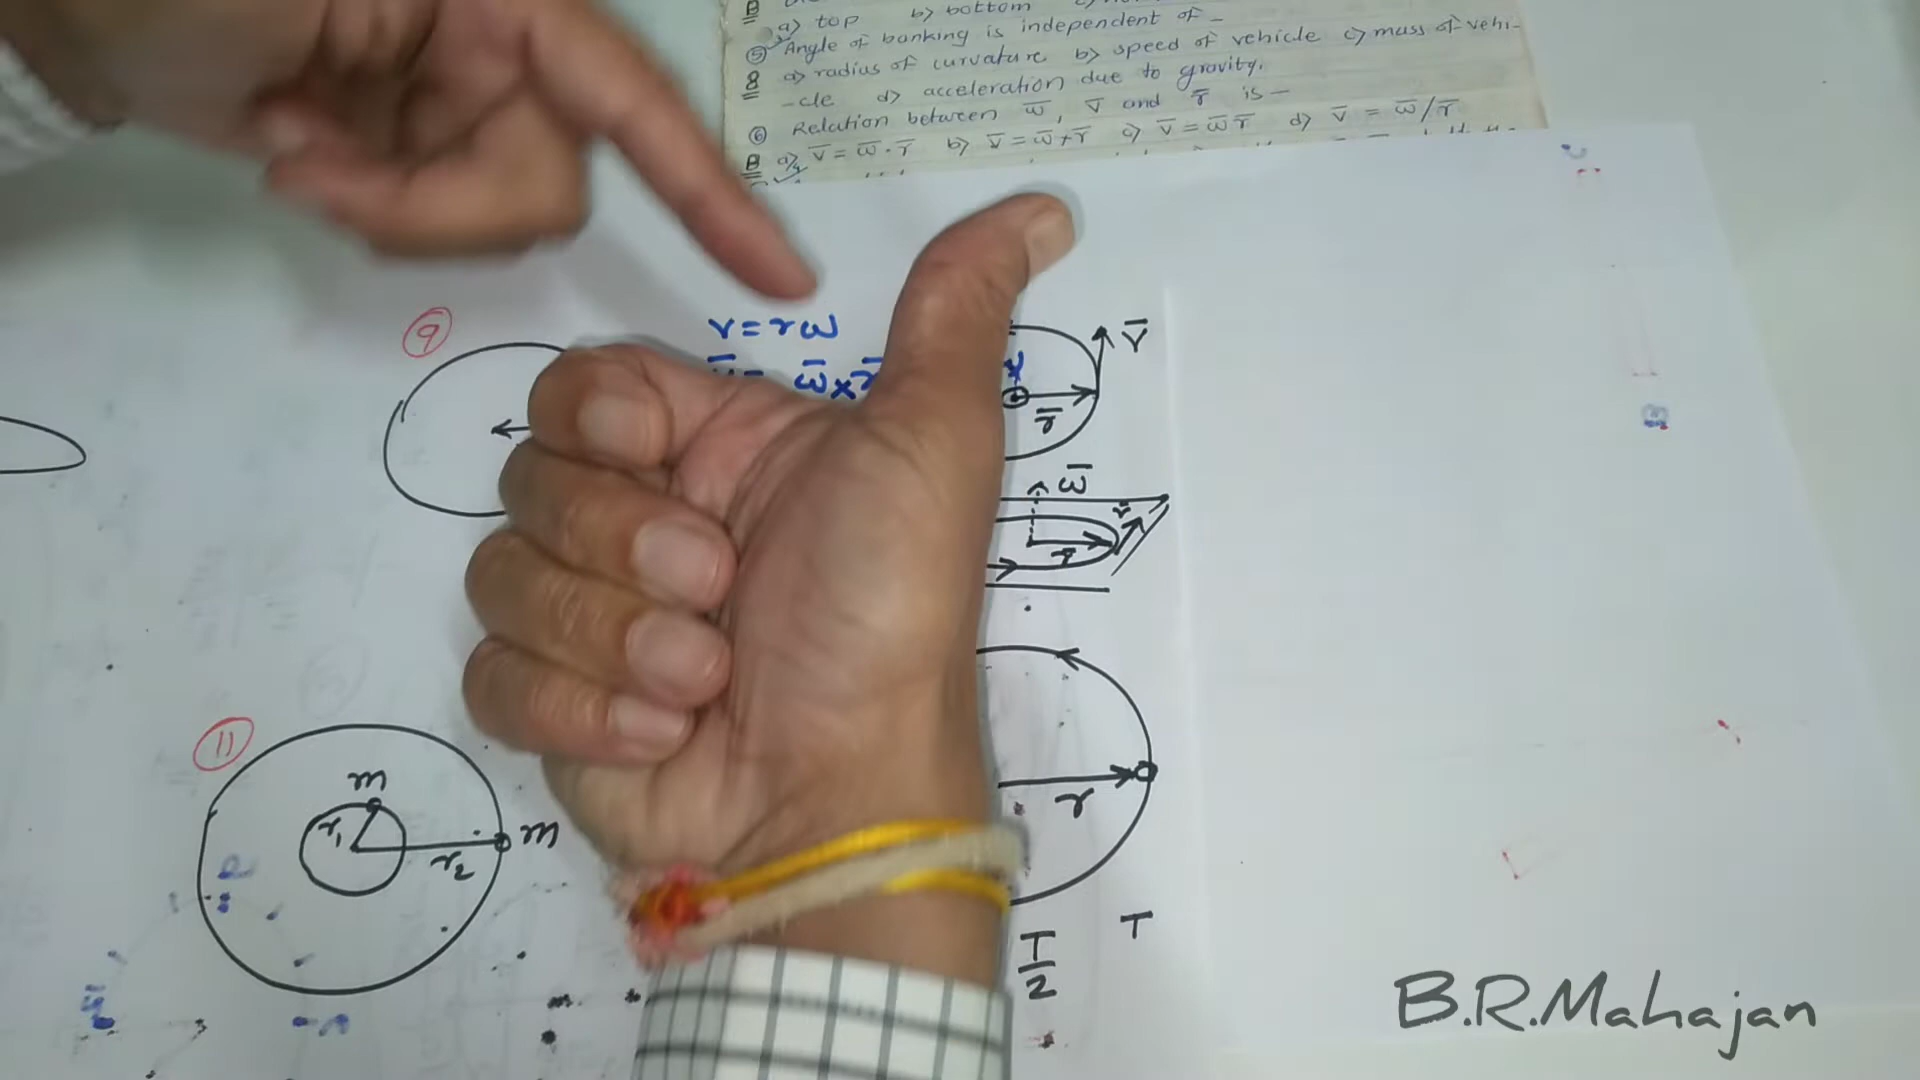 B
a) top b) bottom
⑤ Angle of banking is independent of –
8 a) radius of curvature b) speed of vehicle c) mass of vehi-
-cle d) acceleration due to gravity.
⑥ Relation between ω̄, v̄ and r̄ is –
B a) v̄ = ω̄ · r̄ b) v̄ = ω̄ + r̄ c) v̄ = ω̄ r̄ d) v̄ = ω̄ / r̄
9
v = rω
ω̄ × r̄
v̄
r̄
ω̄
r
11
m
r₁
m
r₂
r
T/2
T
B.R.Mahajan